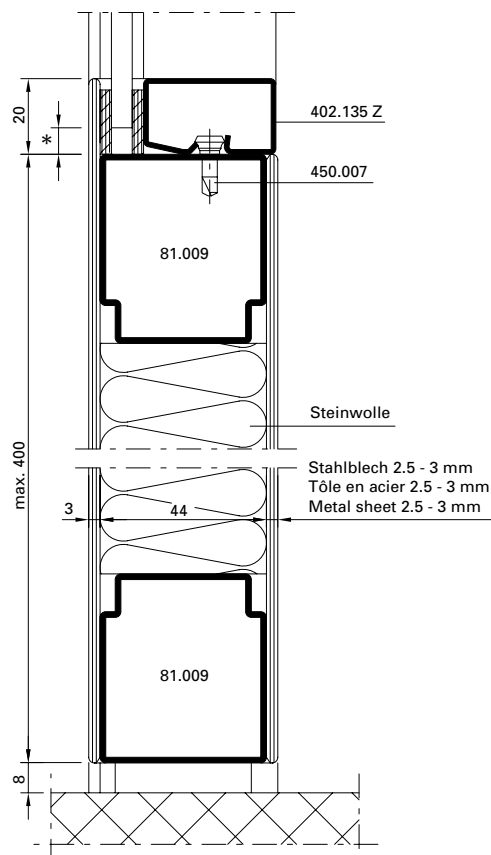 20
402.135 Z
*
450.007
81.009
Steinwolle
max. 400
Stahlblech 2.5 - 3 mm
Tôle en acier 2.5 - 3 mm
Metal sheet 2.5 - 3 mm
3
44
81.009
8